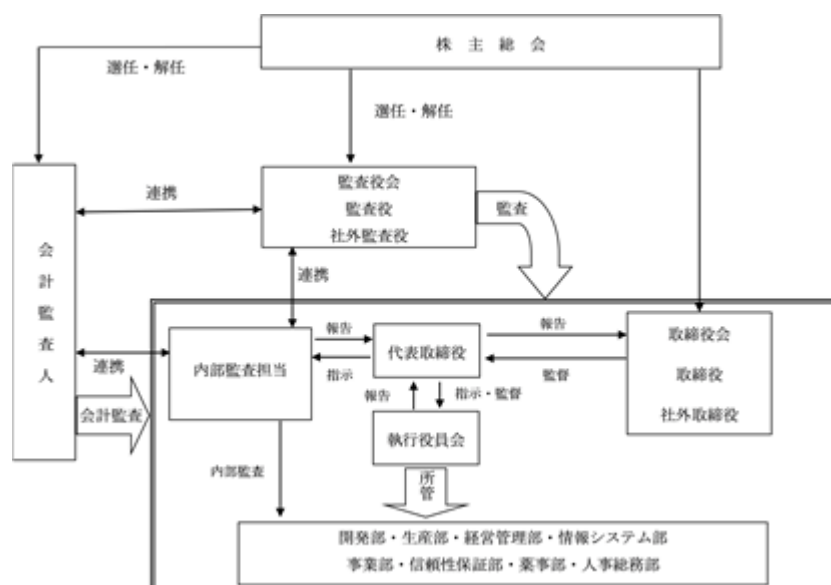 株主総会
選任・解任
選任・解任
監査役会
監査役
社外監査役
監査
連携
会計監査人
連携
内部監査担当
報告
指示
代表取締役
報告
監督
取締役会
取締役
社外取締役
連携
会計監査
報告
指示・監督
執行役員会
内部監査
所管
開発部・生産部・経営管理部・情報システム部
事業部・信頼性保証部・薬事部・人事総務部